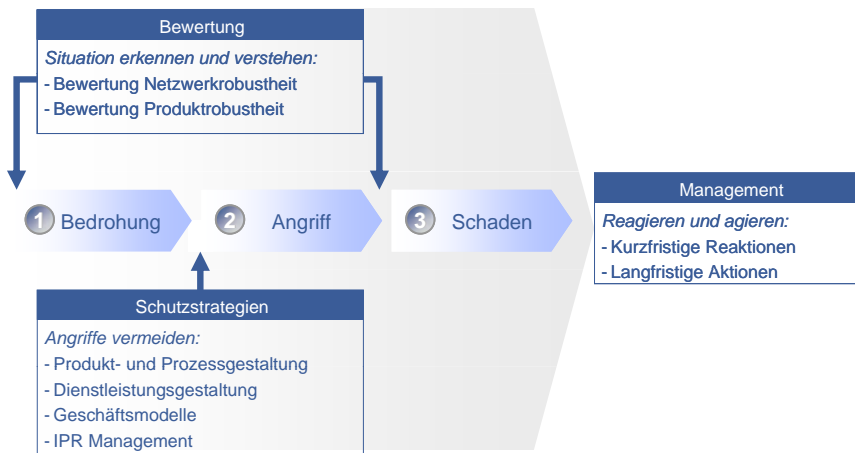 Bewertung
Situation erkennen und verstehen:
- Bewertung Netzwerkrobustheit
- Bewertung Produktrobustheit
1 Bedrohung
2 Angriff
3 Schaden
Management
Reagieren und agieren:
- Kurzfristige Reaktionen
- Langfristige Aktionen
Schutzstrategien
Angriffe vermeiden:
- Produkt- und Prozessgestaltung
- Dienstleistungsgestaltung
- Geschäftsmodelle
- IPR Management